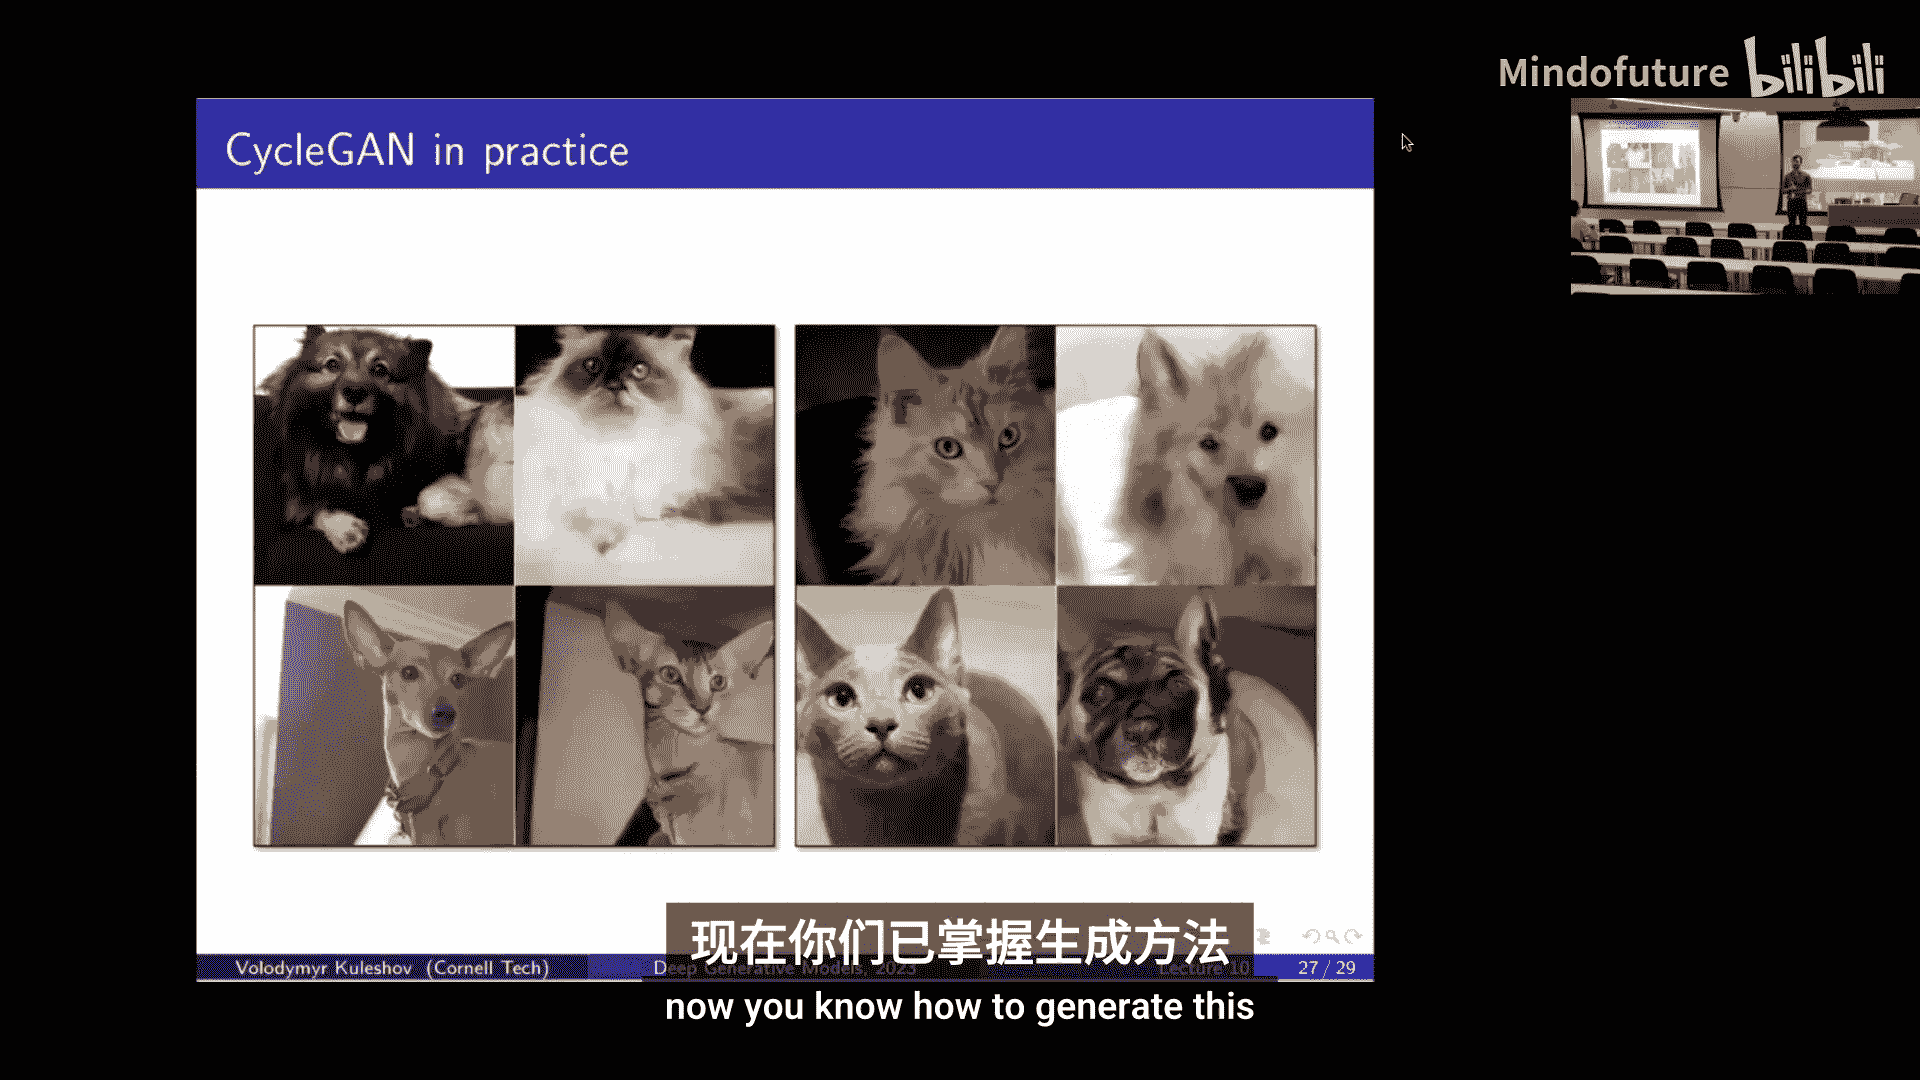 Mindofuture bilibili
CycleGAN in practice
现在你们已掌握生成方法
Volodymyr Kuleshov (Cornell Tech)
Deep Generative Models, 2023
Lecture 10
27 / 29
now you know how to generate this